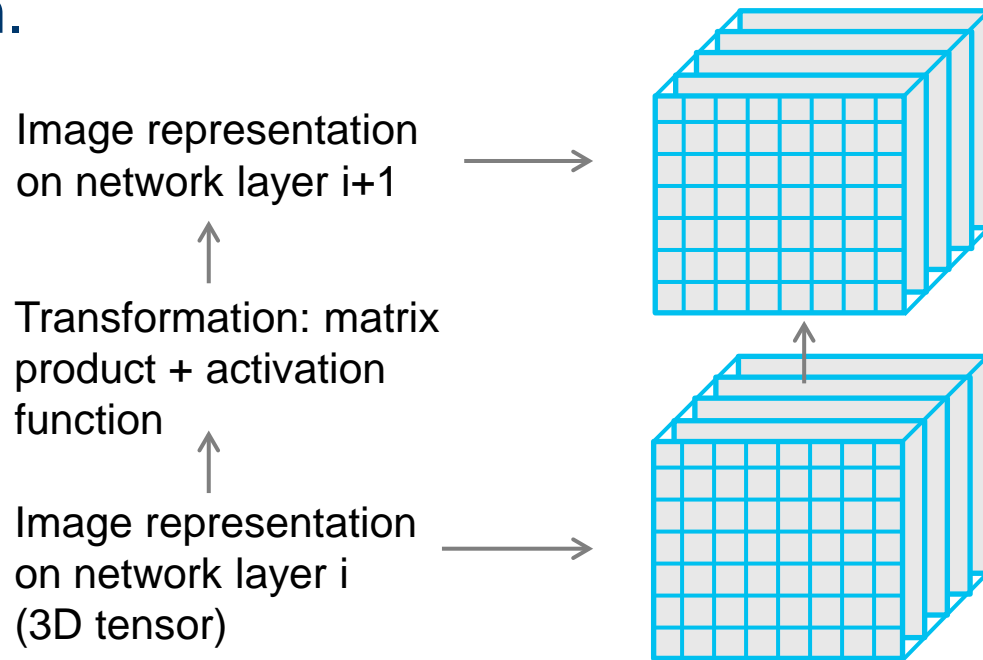 Image representation
on network layer i+1
Transformation: matrix
product + activation
function
Image representation
on network layer i
(3D tensor)